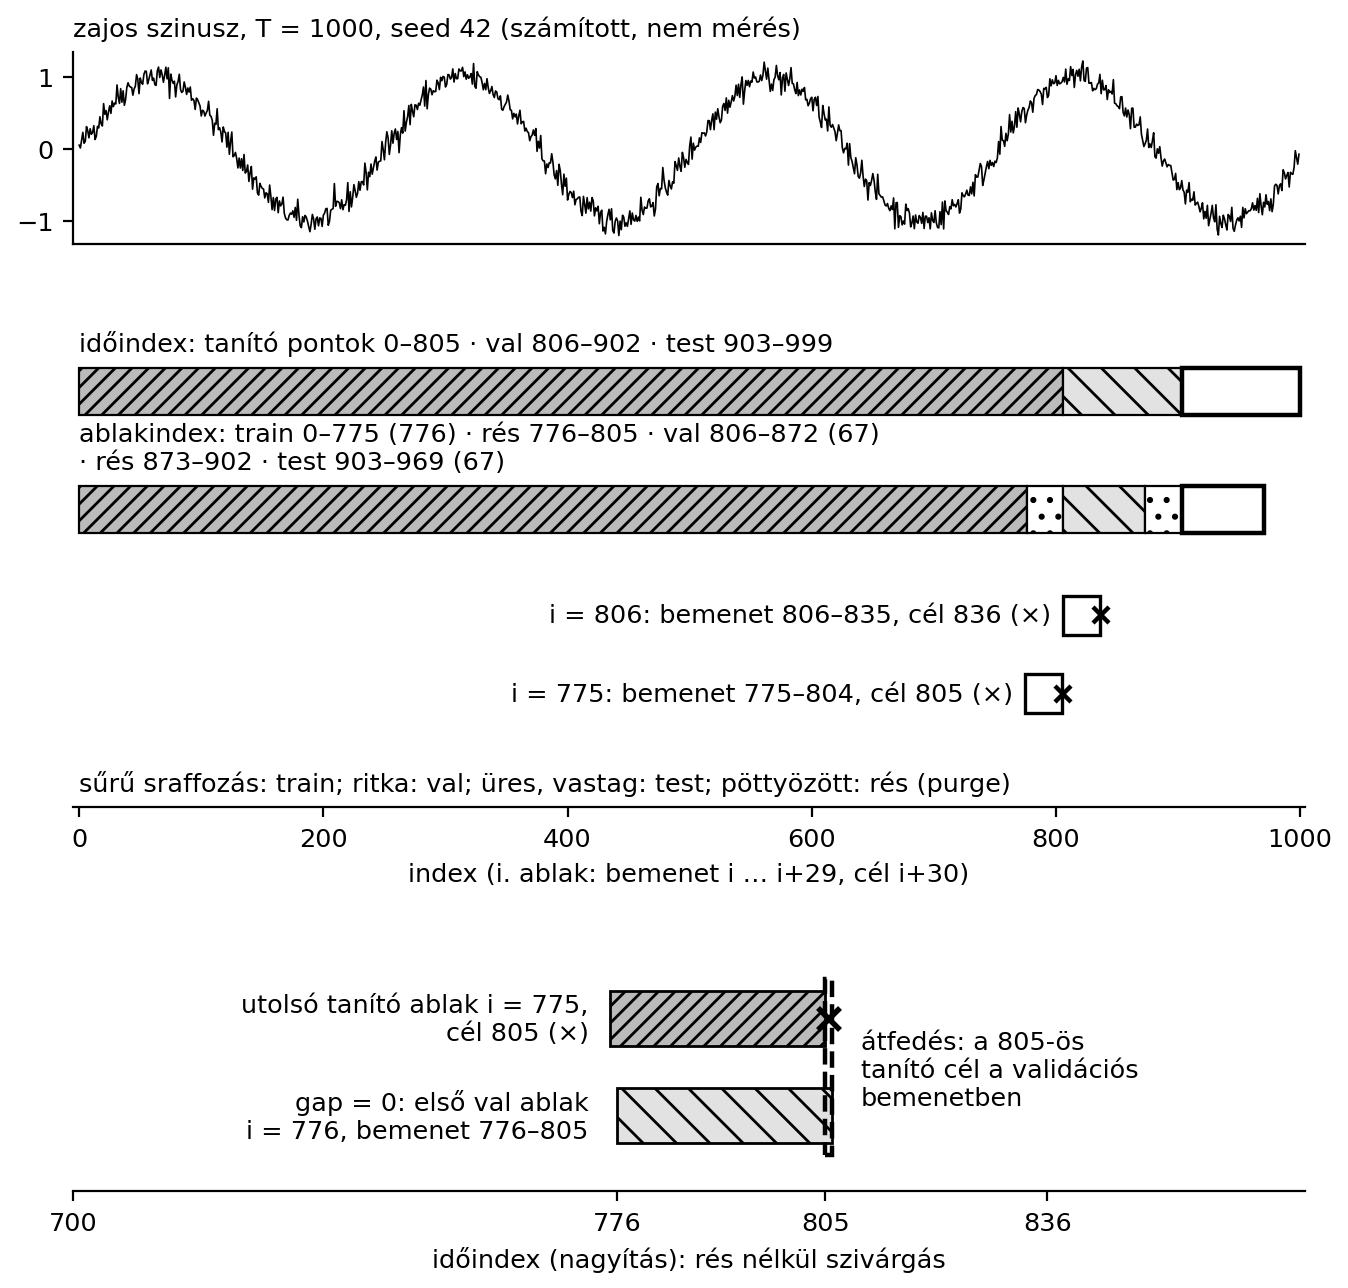 zajos szinusz, T = 1000, seed 42 (számított, nem mérés)
1
0
−1
időindex: tanító pontok 0–805 · val 806–902 · test 903–999
ablakindex: train 0–775 (776) · rés 776–805 · val 806–872 (67)
· rés 873–902 · test 903–969 (67)
i = 806: bemenet 806–835, cél 836 (×)
i = 775: bemenet 775–804, cél 805 (×)
sűrű sraffozás: train; ritka: val; üres, vastag: test; pöttyözött: rés (purge)
0 200 400 600 800 1000
index (i. ablak: bemenet i … i+29, cél i+30)
utolsó tanító ablak i = 775,
cél 805 (×)
átfedés: a 805-ös
tanító cél a validációs
bemenetben
gap = 0: első val ablak
i = 776, bemenet 776–805
700 776 805 836
időindex (nagyítás): rés nélkül szivárgás